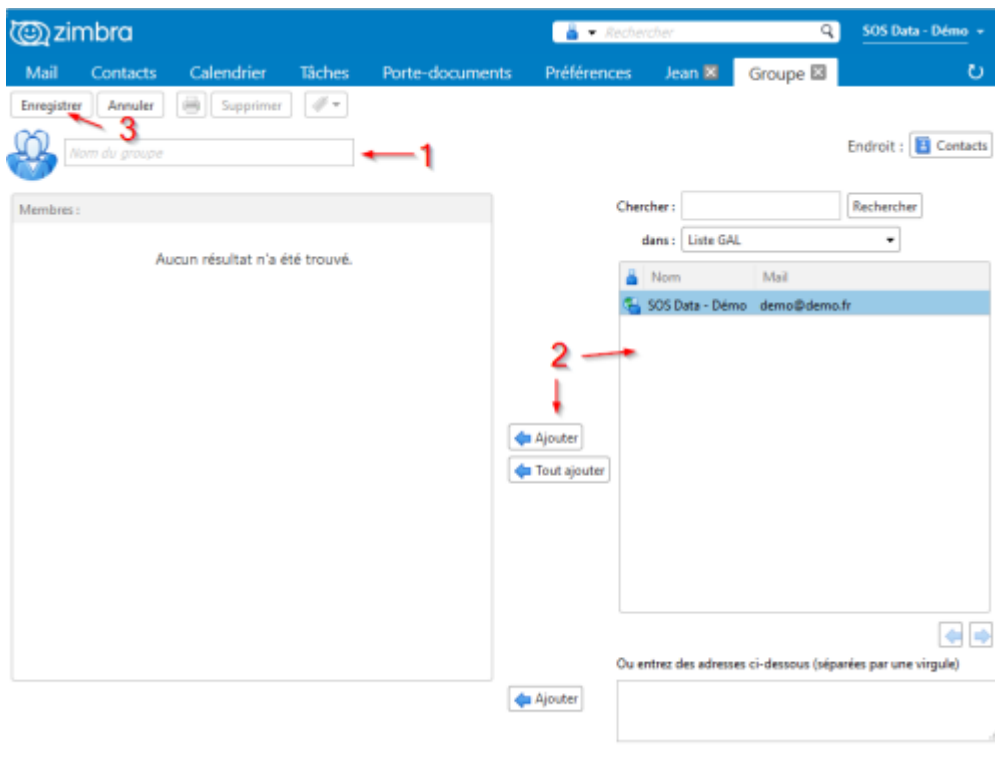 zimbra
Rechercher
SOS Data - Démo
Mail Contacts Calendrier Tâches Porte-documents Préférences Jean Groupe
Enregistrer Annuler Supprimer
3
Nom du groupe
1
Endroit : Contacts
Membres :
Aucun résultat n'a été trouvé.
Chercher : Rechercher
dans : Liste GAL
Nom Mail
SOS Data - Démo demo@demo.fr
2
Ajouter
Tout ajouter
Ou entrez des adresses ci-dessous (séparées par une virgule)
Ajouter